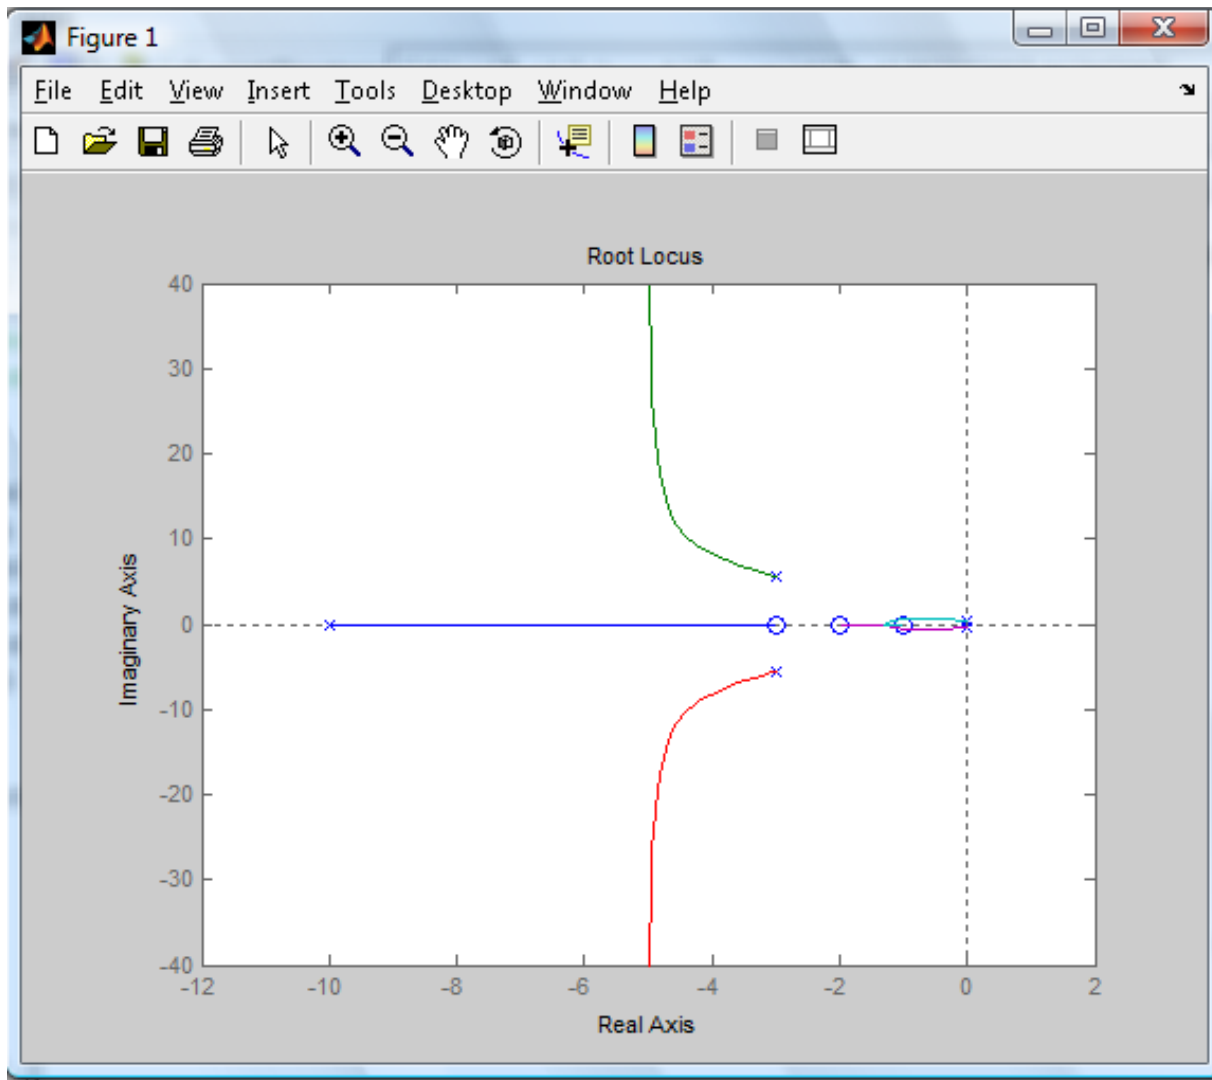 Figure 1
File Edit View Insert Tools Desktop Window Help
Root Locus
40
30
20
10
0
-10
-20
-30
-40
Imaginary Axis
-12 -10 -8 -6 -4 -2 0 2
Real Axis